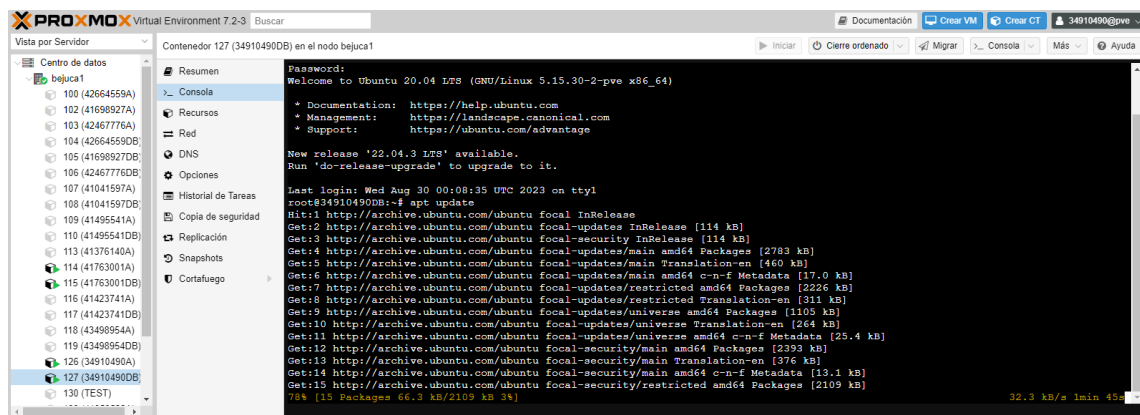 PROXMOX Virtual Environment 7.2-3 Buscar
Documentación Crear VM Crear CT 34910490@pve
Vista por Servidor
Centro de datos
bejuca1
100 (42664559A)
102 (41698927A)
103 (42467776A)
104 (42664559DB)
105 (41698927DB)
106 (42467776DB)
107 (41041597A)
108 (41041597DB)
109 (41495541A)
110 (41495541DB)
113 (41376140A)
114 (41763001A)
115 (41763001DB)
116 (41423741A)
117 (41423741DB)
118 (43498954A)
119 (43498954DB)
126 (34910490A)
127 (34910490DB)
130 (TEST)
Contenedor 127 (34910490DB) en el nodo bejuca1
Iniciar Cierre ordenado Migrar Consola Más Ayuda
Resumen
Consola
Recursos
Red
DNS
Opciones
Historial de Tareas
Copia de seguridad
Replicación
Snapshots
Cortafuego
Password:
Welcome to Ubuntu 20.04 LTS (GNU/Linux 5.15.30-2-pve x86_64)
* Documentation: https://help.ubuntu.com
* Management: https://landscape.canonical.com
* Support: https://ubuntu.com/advantage
New release '22.04.3 LTS' available.
Run 'do-release-upgrade' to upgrade to it.
Last login: Wed Aug 30 00:08:35 UTC 2023 on tty1
root@34910490DB:~# apt update
Hit:1 http://archive.ubuntu.com/ubuntu focal InRelease
Get:2 http://archive.ubuntu.com/ubuntu focal-updates InRelease [114 kB]
Get:3 http://archive.ubuntu.com/ubuntu focal-security InRelease [114 kB]
Get:4 http://archive.ubuntu.com/ubuntu focal-updates/main amd64 Packages [2783 kB]
Get:5 http://archive.ubuntu.com/ubuntu focal-updates/main Translation-en [460 kB]
Get:6 http://archive.ubuntu.com/ubuntu focal-updates/main amd64 c-n-f Metadata [17.0 kB]
Get:7 http://archive.ubuntu.com/ubuntu focal-updates/restricted amd64 Packages [2226 kB]
Get:8 http://archive.ubuntu.com/ubuntu focal-updates/restricted Translation-en [311 kB]
Get:9 http://archive.ubuntu.com/ubuntu focal-updates/universe amd64 Packages [1105 kB]
Get:10 http://archive.ubuntu.com/ubuntu focal-updates/universe Translation-en [264 kB]
Get:11 http://archive.ubuntu.com/ubuntu focal-updates/universe amd64 c-n-f Metadata [25.4 kB]
Get:12 http://archive.ubuntu.com/ubuntu focal-security/main amd64 Packages [2393 kB]
Get:13 http://archive.ubuntu.com/ubuntu focal-security/main Translation-en [376 kB]
Get:14 http://archive.ubuntu.com/ubuntu focal-security/main amd64 c-n-f Metadata [13.1 kB]
Get:15 http://archive.ubuntu.com/ubuntu focal-security/restricted amd64 Packages [2109 kB]
78% [15 Packages 66.3 kB/2109 kB 3%] 32.3 kB/s 1min 45s